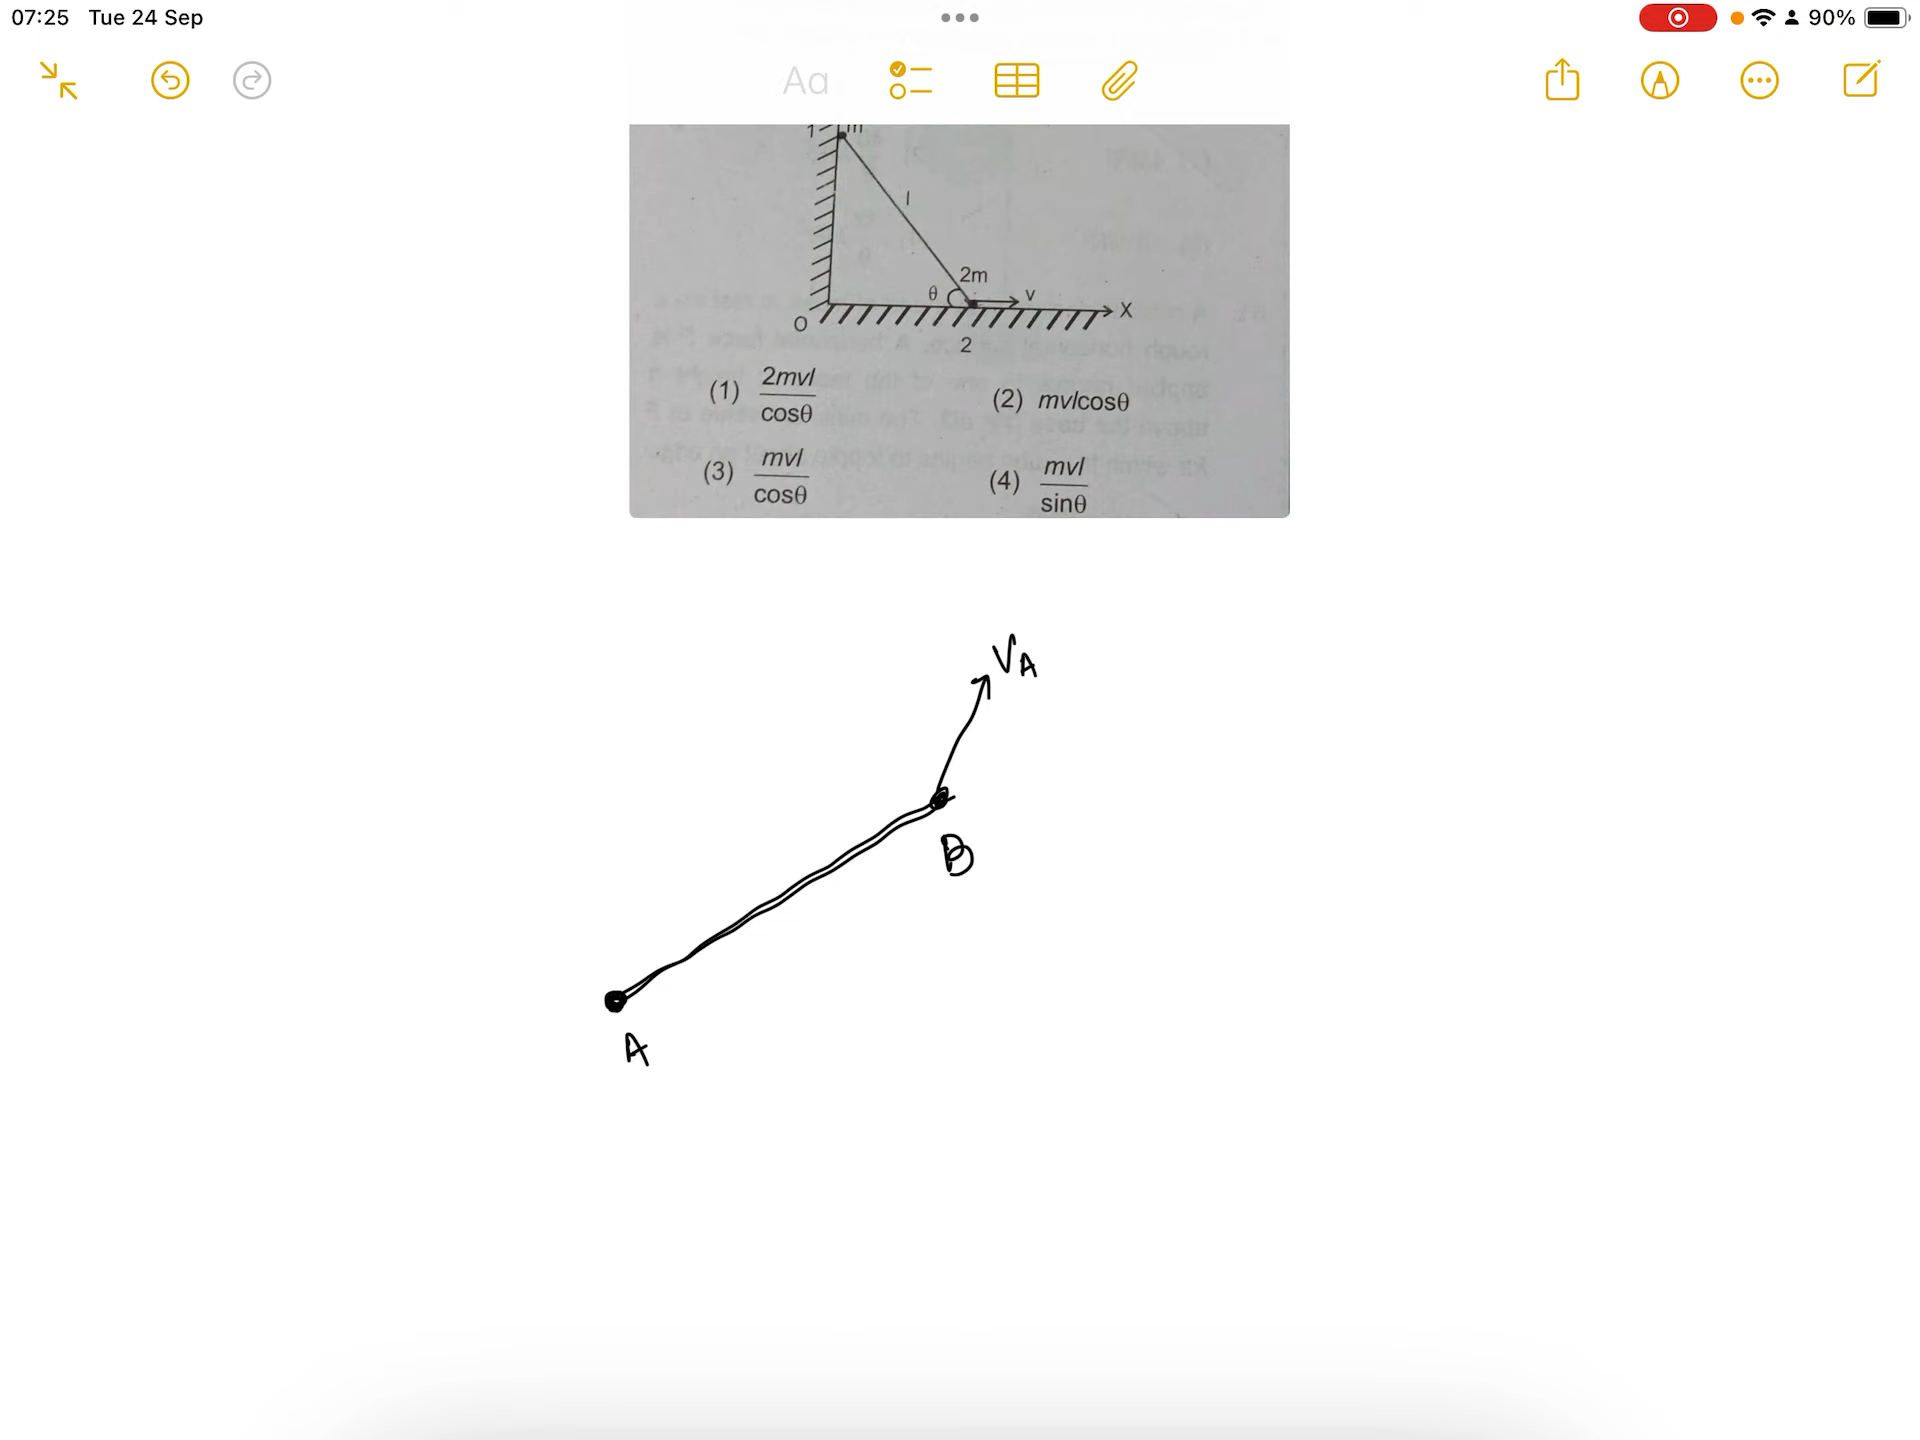 07:25 Tue 24 Sep
90%
Aa
1 m
l
2m
θ
v
X
O
2
(1) 2mvl/cosθ
(2) mvlcosθ
(3) mvl/cosθ
(4) mvl/sinθ
VA
B
A